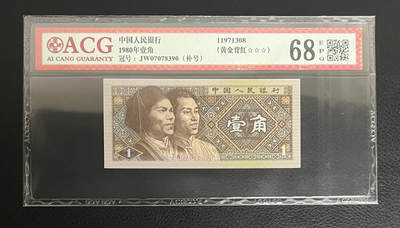 ACG
AI CANG GUARANTY
中国人民银行
1980年壹角
冠号:JW07078390(补号)
11971308
(黄金背红☆☆☆)
68
EPQ
中国人民银行
壹角
1
1